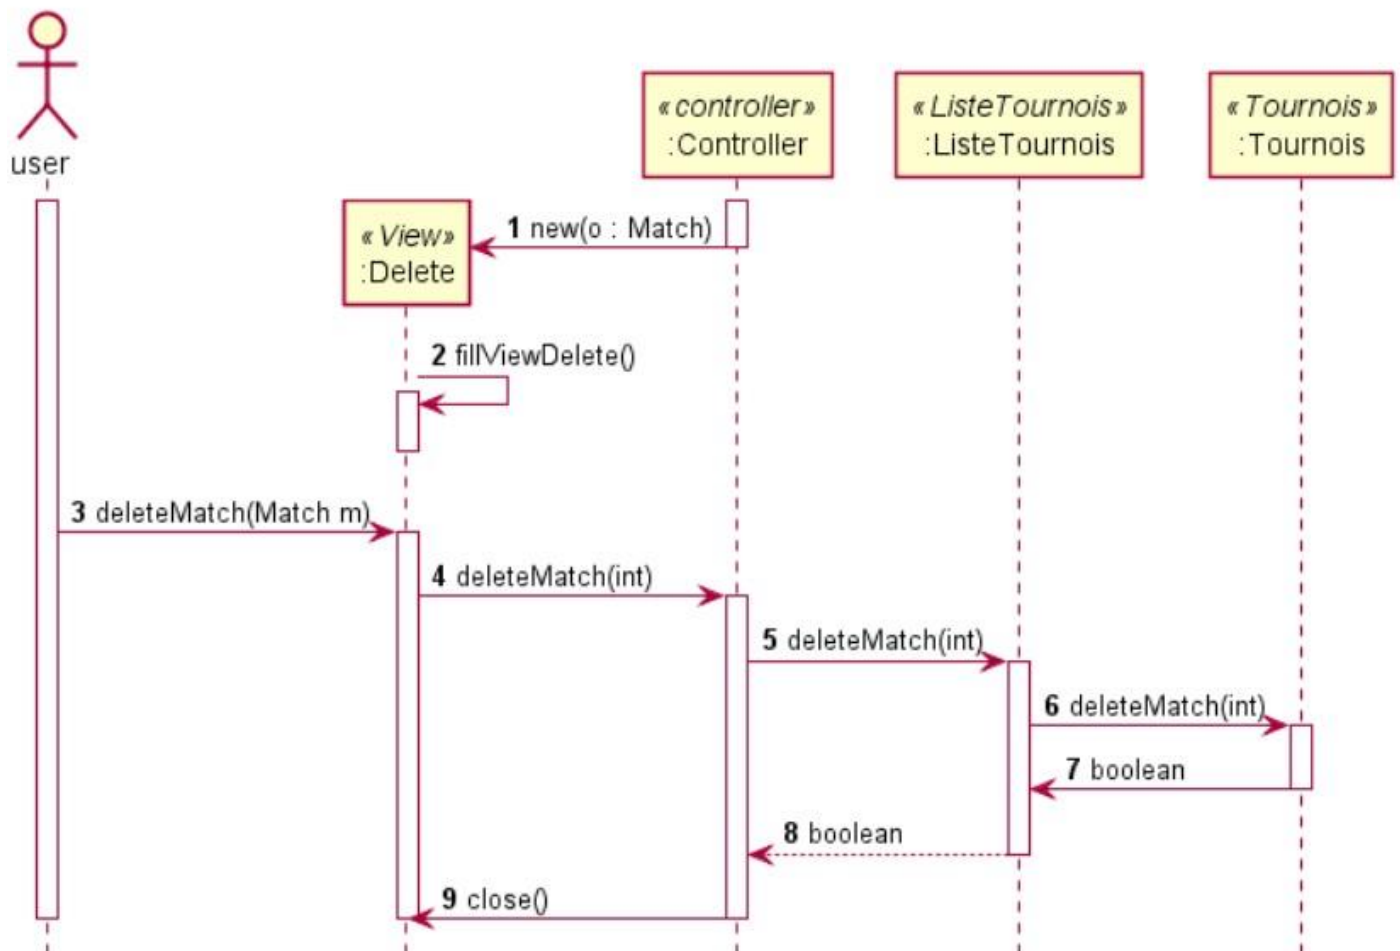 user
«View»
:Delete
«controller»
:Controller
«ListeTournois»
:ListeTournois
«Tournois»
:Tournois
1 new(o : Match)
2 fillViewDelete()
3 deleteMatch(Match m)
4 deleteMatch(int)
5 deleteMatch(int)
6 deleteMatch(int)
7 boolean
8 boolean
9 close()